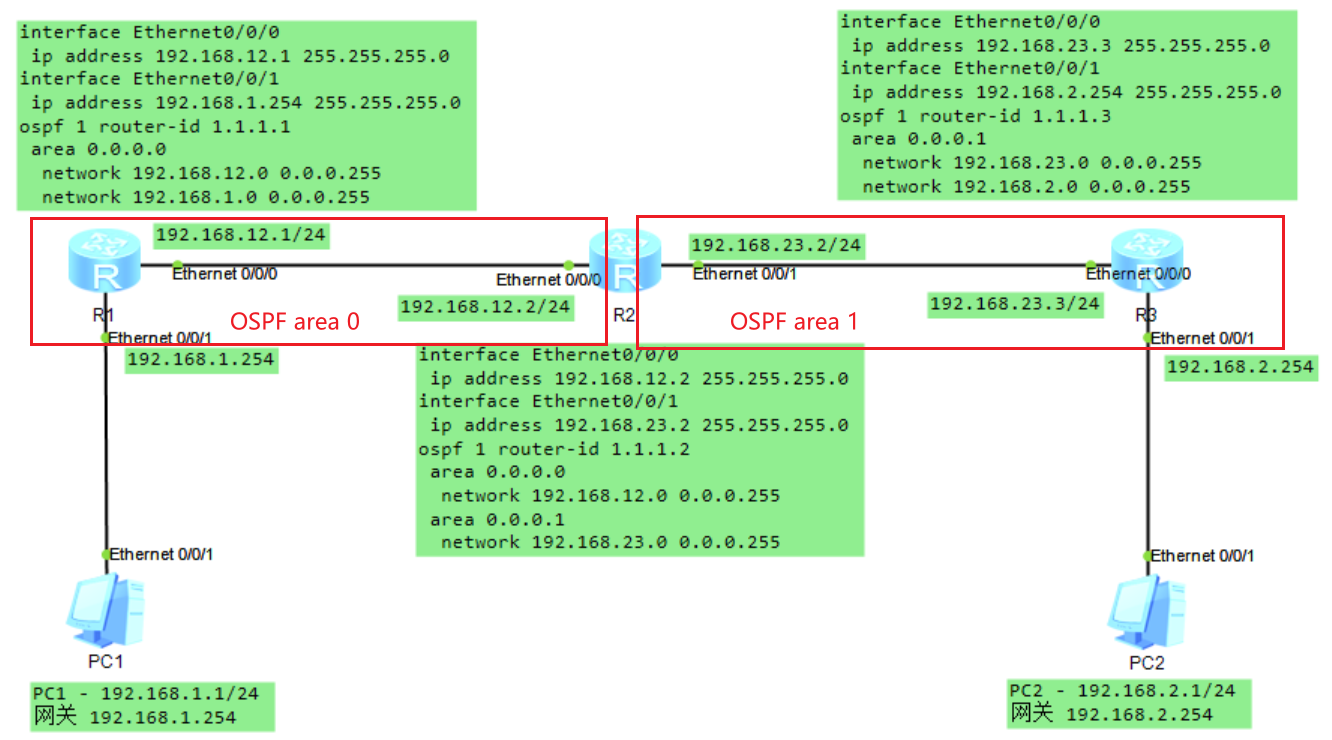 interface Ethernet0/0/0
ip address 192.168.12.1 255.255.255.0
interface Ethernet0/0/1
ip address 192.168.1.254 255.255.255.0
ospf 1 router-id 1.1.1.1
area 0.0.0.0
network 192.168.12.0 0.0.0.255
network 192.168.1.0 0.0.0.255
interface Ethernet0/0/0
ip address 192.168.23.3 255.255.255.0
interface Ethernet0/0/1
ip address 192.168.2.254 255.255.255.0
ospf 1 router-id 1.1.1.3
area 0.0.0.1
network 192.168.23.0 0.0.0.255
network 192.168.2.0 0.0.0.255
192.168.12.1/24
Ethernet 0/0/0
R
R1
Ethernet 0/0/0
192.168.12.2/24
OSPF area 0
R
R2
192.168.23.2/24
Ethernet 0/0/1
Ethernet 0/0/0
192.168.23.3/24
OSPF area 1
R
R3
Ethernet 0/0/1
192.168.1.254
Ethernet 0/0/1
192.168.2.254
interface Ethernet0/0/0
ip address 192.168.12.2 255.255.255.0
interface Ethernet0/0/1
ip address 192.168.23.2 255.255.255.0
ospf 1 router-id 1.1.1.2
area 0.0.0.0
network 192.168.12.0 0.0.0.255
area 0.0.0.1
network 192.168.23.0 0.0.0.255
Ethernet 0/0/1
PC1
PC1 - 192.168.1.1/24
网关 192.168.1.254
Ethernet 0/0/1
PC2
PC2 - 192.168.2.1/24
网关 192.168.2.254